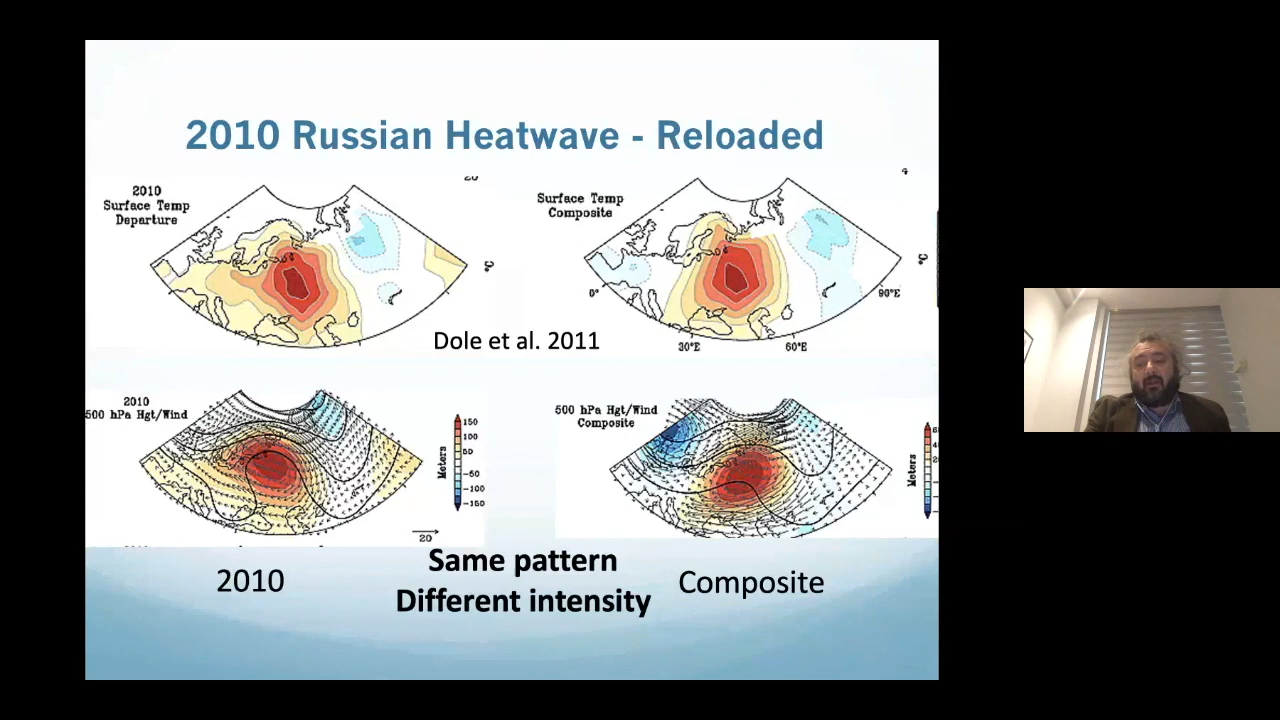 2010 Russian Heatwave - Reloaded
2010
Surface Temp
Departure
20
°C
Surface Temp
Composite
4
°C
0°
90°E
30°E
60°E
Dole et al. 2011
2010
500 hPa Hgt/Wind
Meters
150
100
50
-50
-100
-150
20
500 hPa Hgt/Wind
Composite
Meters
Same pattern
Different intensity
2010
Composite